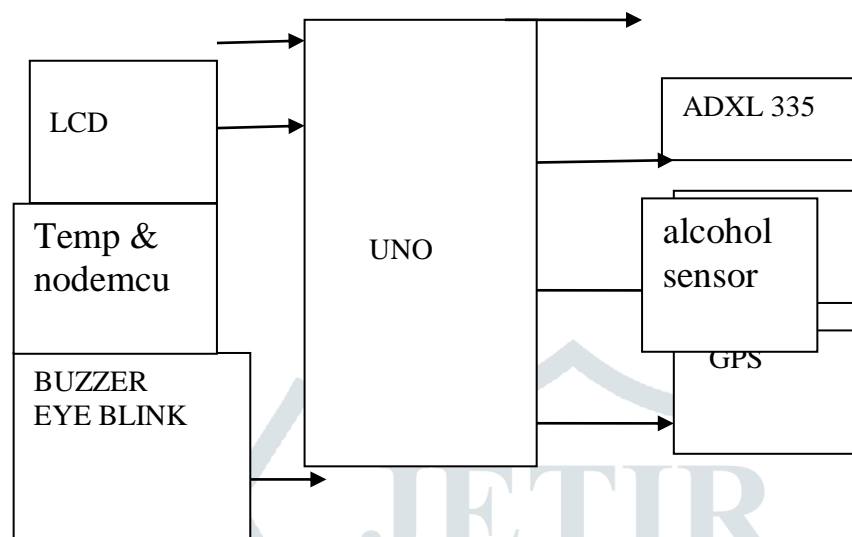 LCD
Temp &
nodemcu
BUZZER
EYE BLINK
UNO
ADXL 335
alcohol
sensor
GPS
JETIR